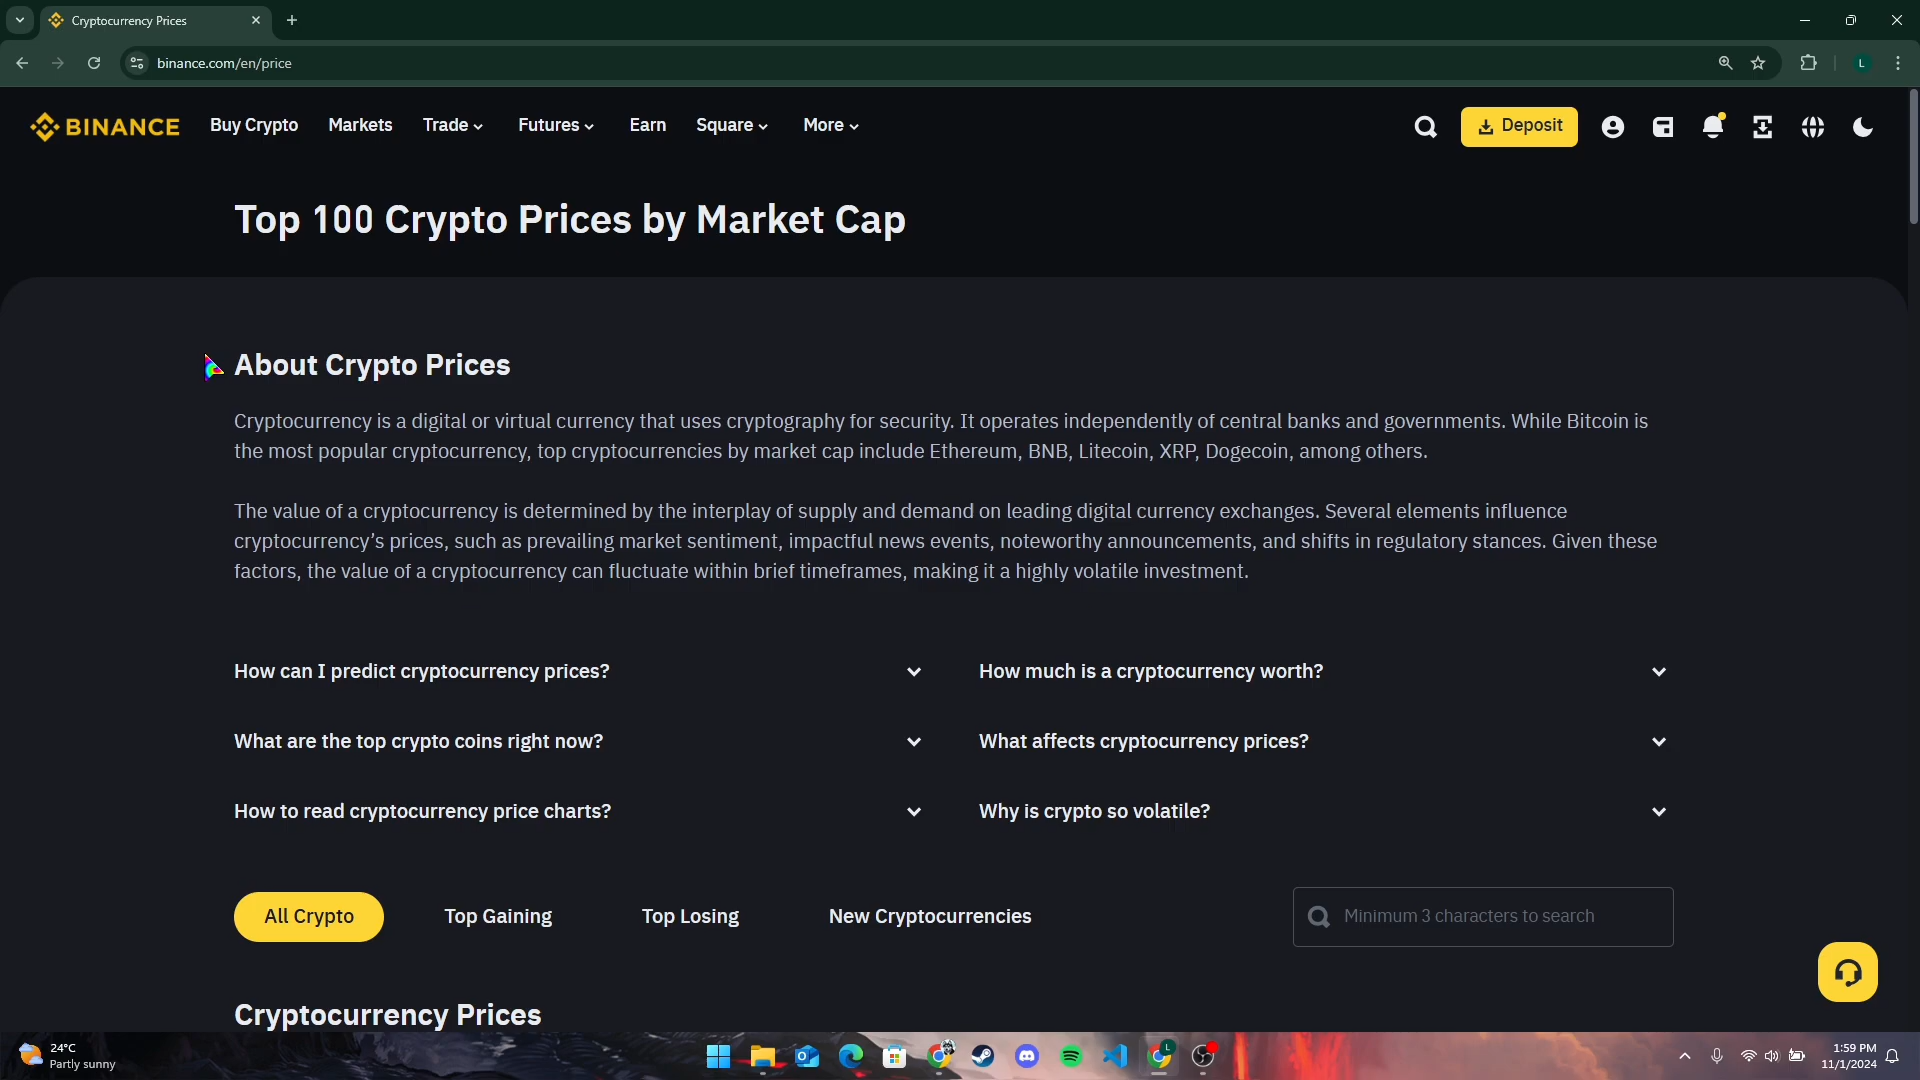 Cryptocurrency Prices
binance.com/en/price
L
BINANCE
Buy Crypto
Markets
Trade
Futures
Earn
Square
More
Deposit
Top 100 Crypto Prices by Market Cap
About Crypto Prices
Cryptocurrency is a digital or virtual currency that uses cryptography for security. It operates independently of central banks and governments. While Bitcoin is
the most popular cryptocurrency, top cryptocurrencies by market cap include Ethereum, BNB, Litecoin, XRP, Dogecoin, among others.
The value of a cryptocurrency is determined by the interplay of supply and demand on leading digital currency exchanges. Several elements influence
cryptocurrency’s prices, such as prevailing market sentiment, impactful news events, noteworthy announcements, and shifts in regulatory stances. Given these
factors, the value of a cryptocurrency can fluctuate within brief timeframes, making it a highly volatile investment.
How can I predict cryptocurrency prices?
How much is a cryptocurrency worth?
What are the top crypto coins right now?
What affects cryptocurrency prices?
How to read cryptocurrency price charts?
Why is crypto so volatile?
All Crypto
Top Gaining
Top Losing
New Cryptocurrencies
Minimum 3 characters to search
Cryptocurrency Prices
24°C
Partly sunny
L
1:59 PM
11/1/2024